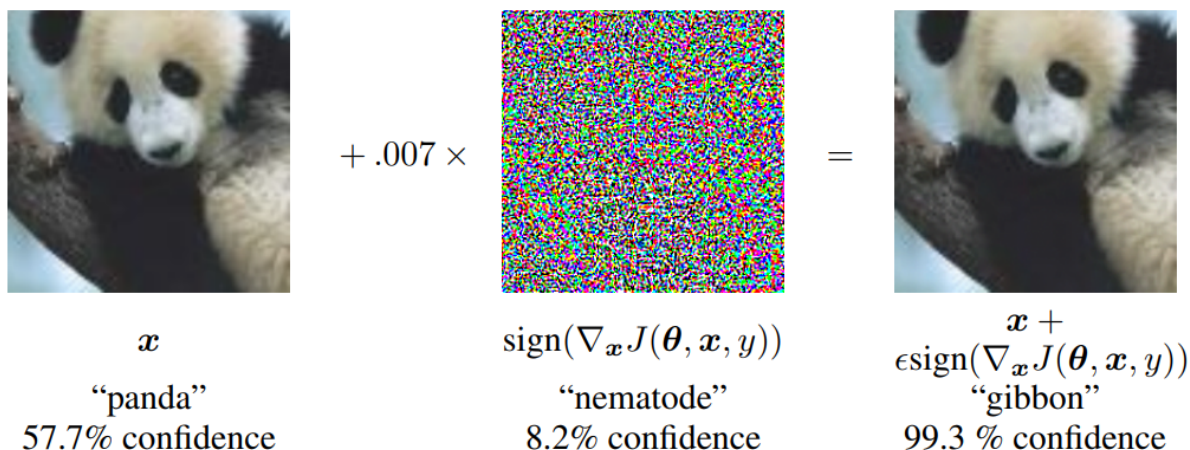 + .007 ×
=
x
sign(∇ₓJ(θ, x, y))
x +
ϵsign(∇ₓJ(θ, x, y))
“panda”
“nematode”
“gibbon”
57.7% confidence
8.2% confidence
99.3 % confidence